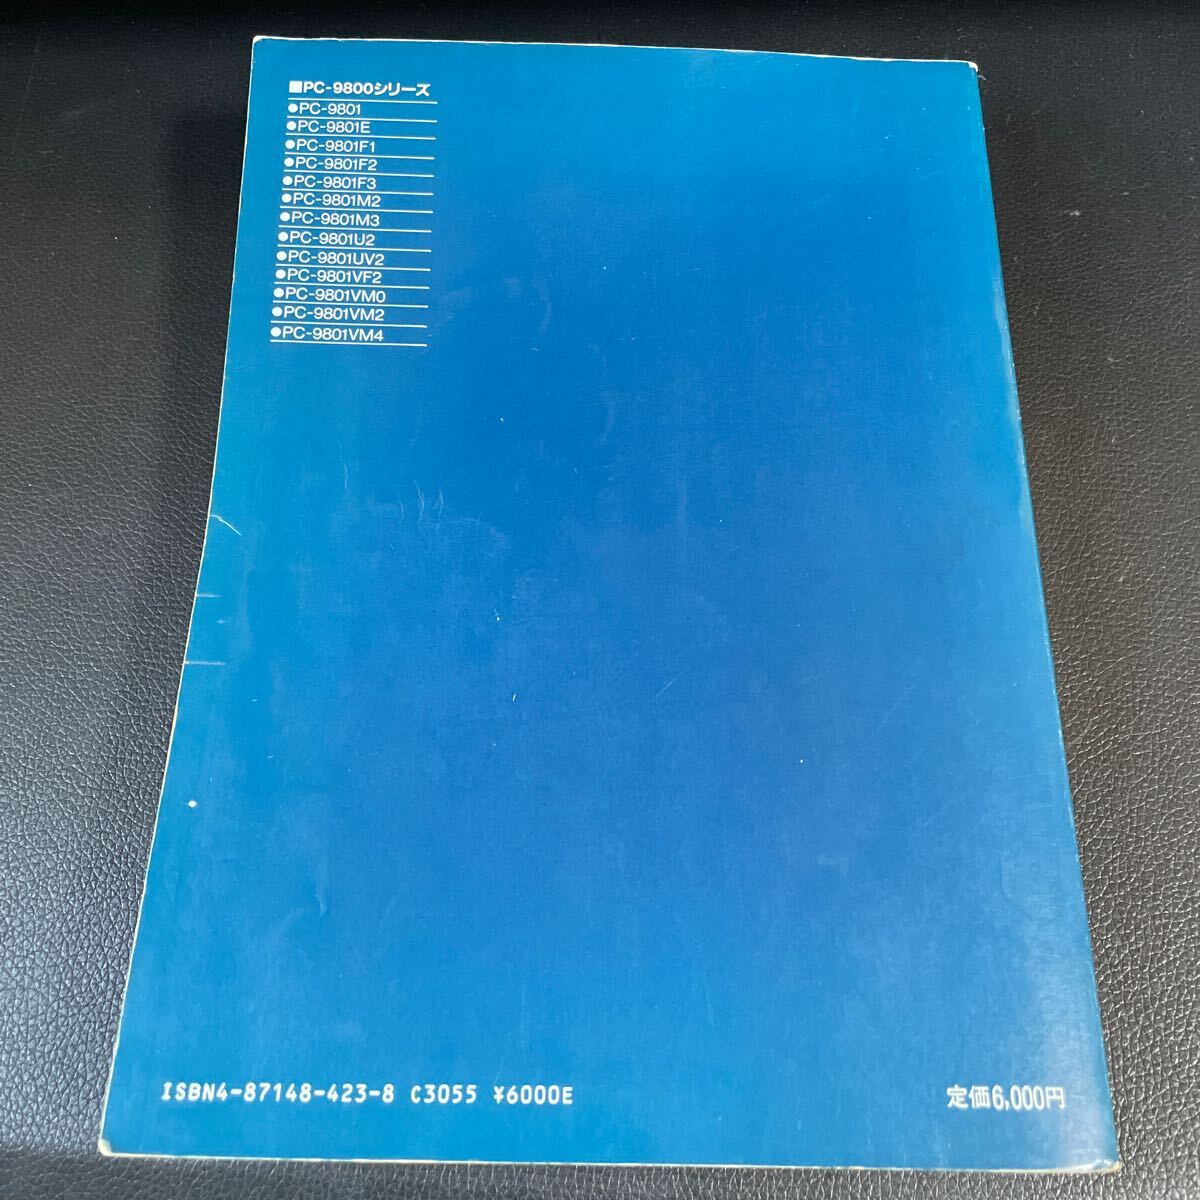 ■PC-9800シリーズ
●PC-9801
●PC-9801E
●PC-9801F1
●PC-9801F2
●PC-9801F3
●PC-9801M2
●PC-9801M3
●PC-9801U2
●PC-9801UV2
●PC-9801VF2
●PC-9801VM0
●PC-9801VM2
●PC-9801VM4
ISBN4-87148-423-8 C3055 ¥6000E
定価6,000円